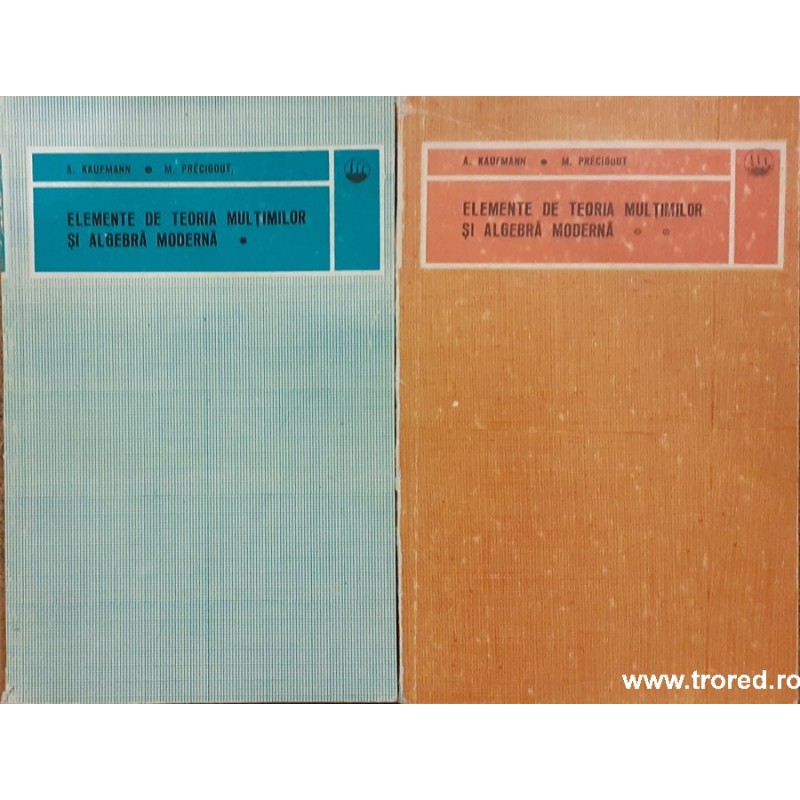 A. KAUFMANN • M. PRÉCIGOUT
ELEMENTE DE TEORIA MULȚIMILOR
ȘI ALGEBRĂ MODERNĂ •
A. KAUFMANN • M. PRÉCIGOUT
ELEMENTE DE TEORIA MULȚIMILOR
ȘI ALGEBRĂ MODERNĂ • •
www.trored.ro